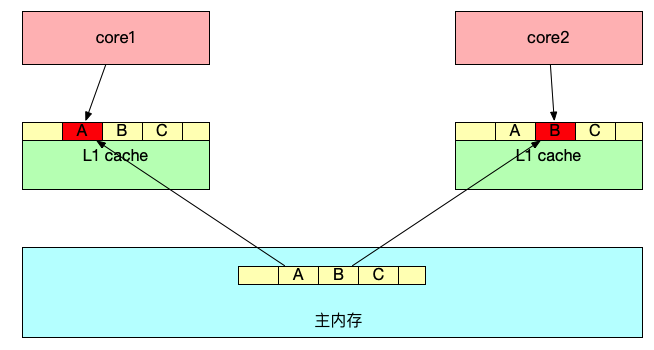 core1
core2
A B C
A B C
L1 cache
L1 cache
A B C
主内存